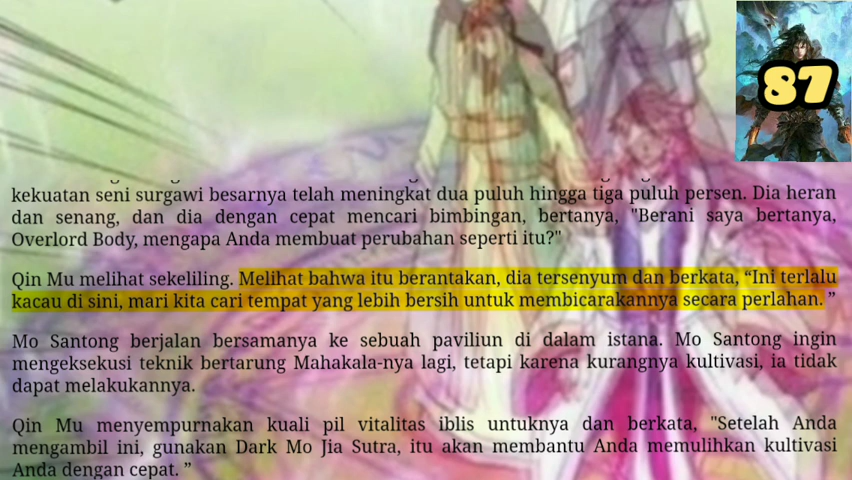 87
kekuatan seni surgawi besarnya telah meningkat dua puluh hingga tiga puluh persen. Dia heran
dan senang, dan dia dengan cepat mencari bimbingan, bertanya, "Berani saya bertanya,
Overlord Body, mengapa Anda membuat perubahan seperti itu?"
Qin Mu melihat sekeliling. Melihat bahwa itu berantakan, dia tersenyum dan berkata, “Ini terlalu
kacau di sini, mari kita cari tempat yang lebih bersih untuk membicarakannya secara perlahan. ”
Mo Santong berjalan bersamanya ke sebuah paviliun di dalam istana. Mo Santong ingin
mengeksekusi teknik bertarung Mahakala-nya lagi, tetapi karena kurangnya kultivasi, ia tidak
dapat melakukannya.
Qin Mu menyempurnakan kuali pil vitalitas iblis untuknya dan berkata, "Setelah Anda
mengambil ini, gunakan Dark Mo Jia Sutra, itu akan membantu Anda memulihkan kultivasi
Anda dengan cepat. ”